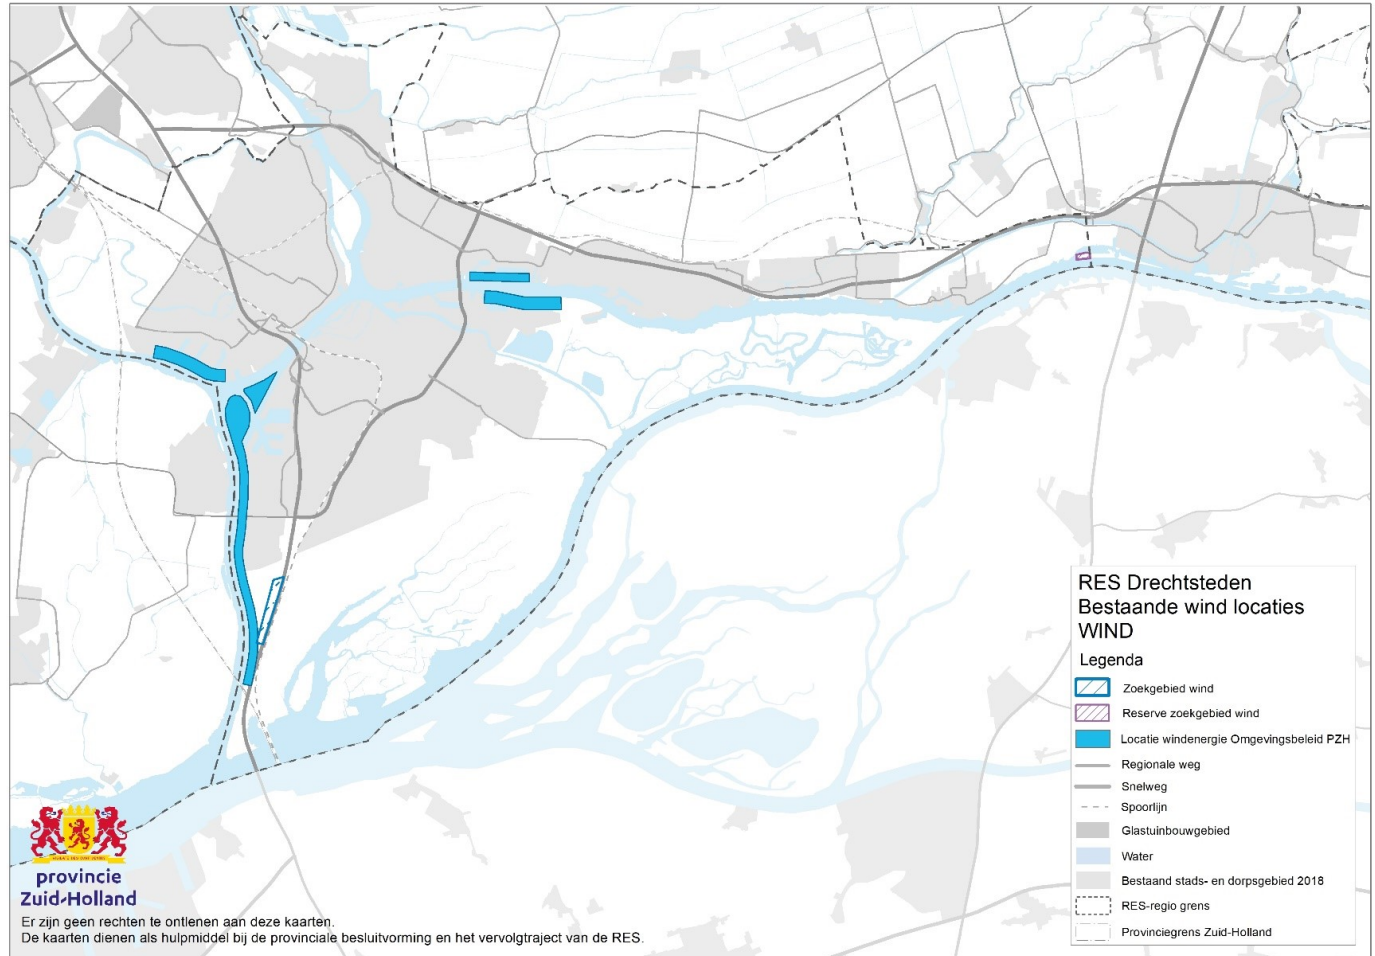 RES Drechtsteden
Bestaande wind locaties
WIND
Legenda
Zoekgebied wind
Reserve zoekgebied wind
Locatie windenergie Omgevingsbeleid PZH
Regionale weg
Snelweg
Spoorlijn
Glastuinbouwgebied
Water
Bestaand stads- en dorpsgebied 2018
RES-regio grens
Provinciegrens Zuid-Holland
provincie
Zuid-Holland
Er zijn geen rechten te ontlenen aan deze kaarten.
De kaarten dienen als hulpmiddel bij de provinciale besluitvorming en het vervolgtraject van de RES.